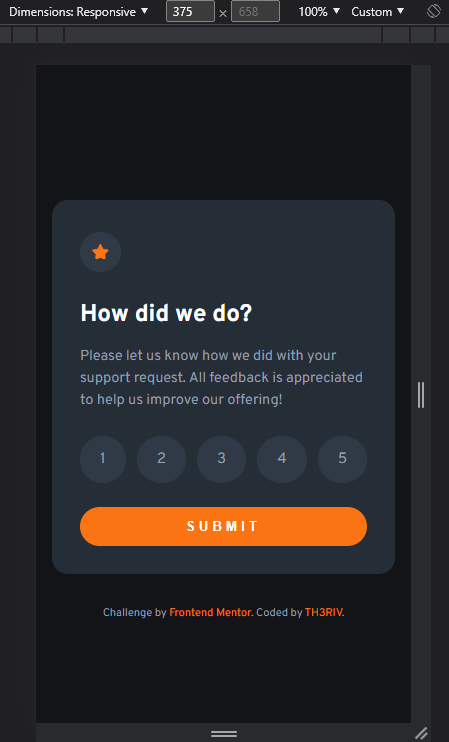 Dimensions: Responsive ▼ 375 × 658 100% ▼ Custom ▼
How did we do?
Please let us know how we did with your
support request. All feedback is appreciated
to help us improve our offering!
1 2 3 4 5
SUBMIT
Challenge by Frontend Mentor. Coded by TH3RIV.